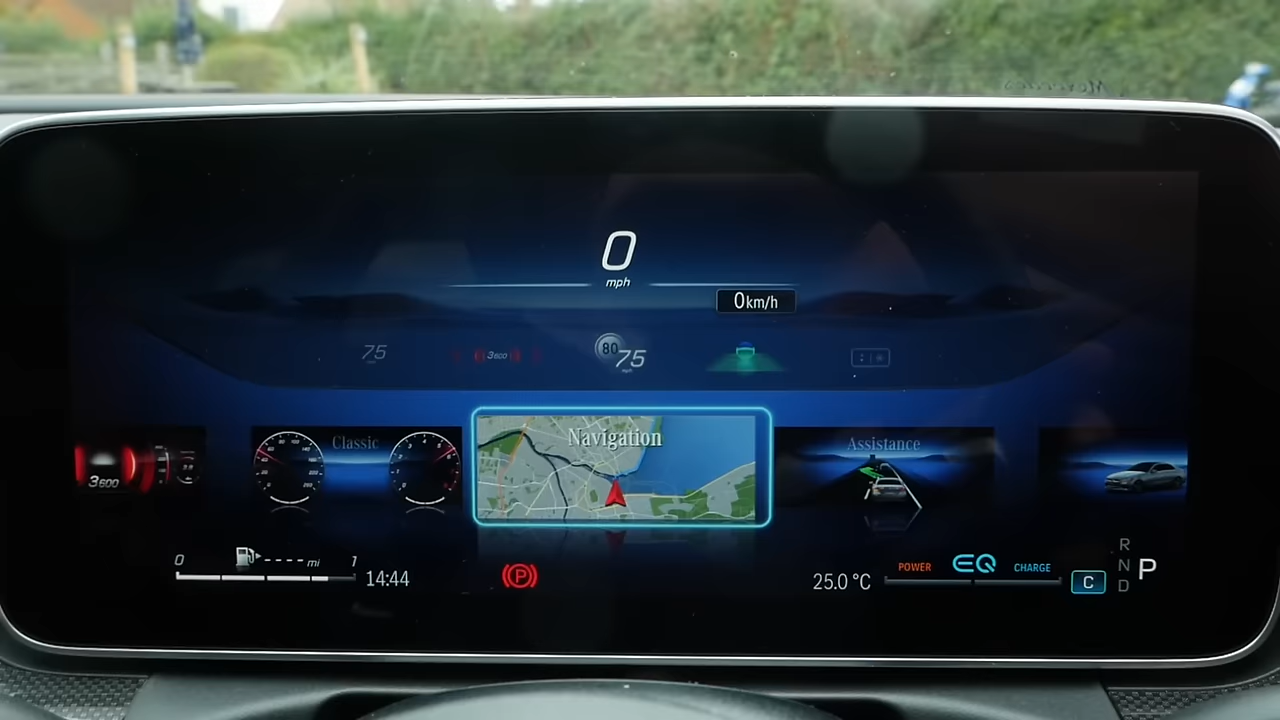 0
mph
0km/h
75
3600
80
75
mph
Classic
Navigation
Assistance
3600
0
mi
1
14:44
P
25.0 °C
POWER
EQ
CHARGE
C
R
N
D
P